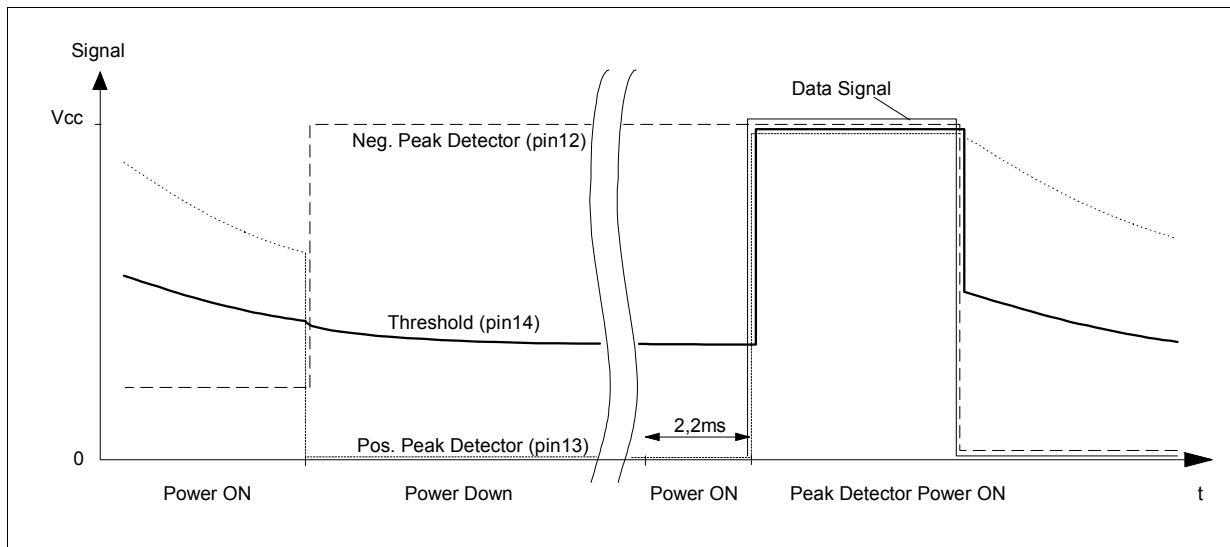 Signal
Data Signal
Vcc
Neg. Peak Detector (pin12)
Threshold (pin14)
2,2ms
Pos. Peak Detector (pin13)
0
Power ON
Power Down
Power ON
Peak Detector Power ON
t